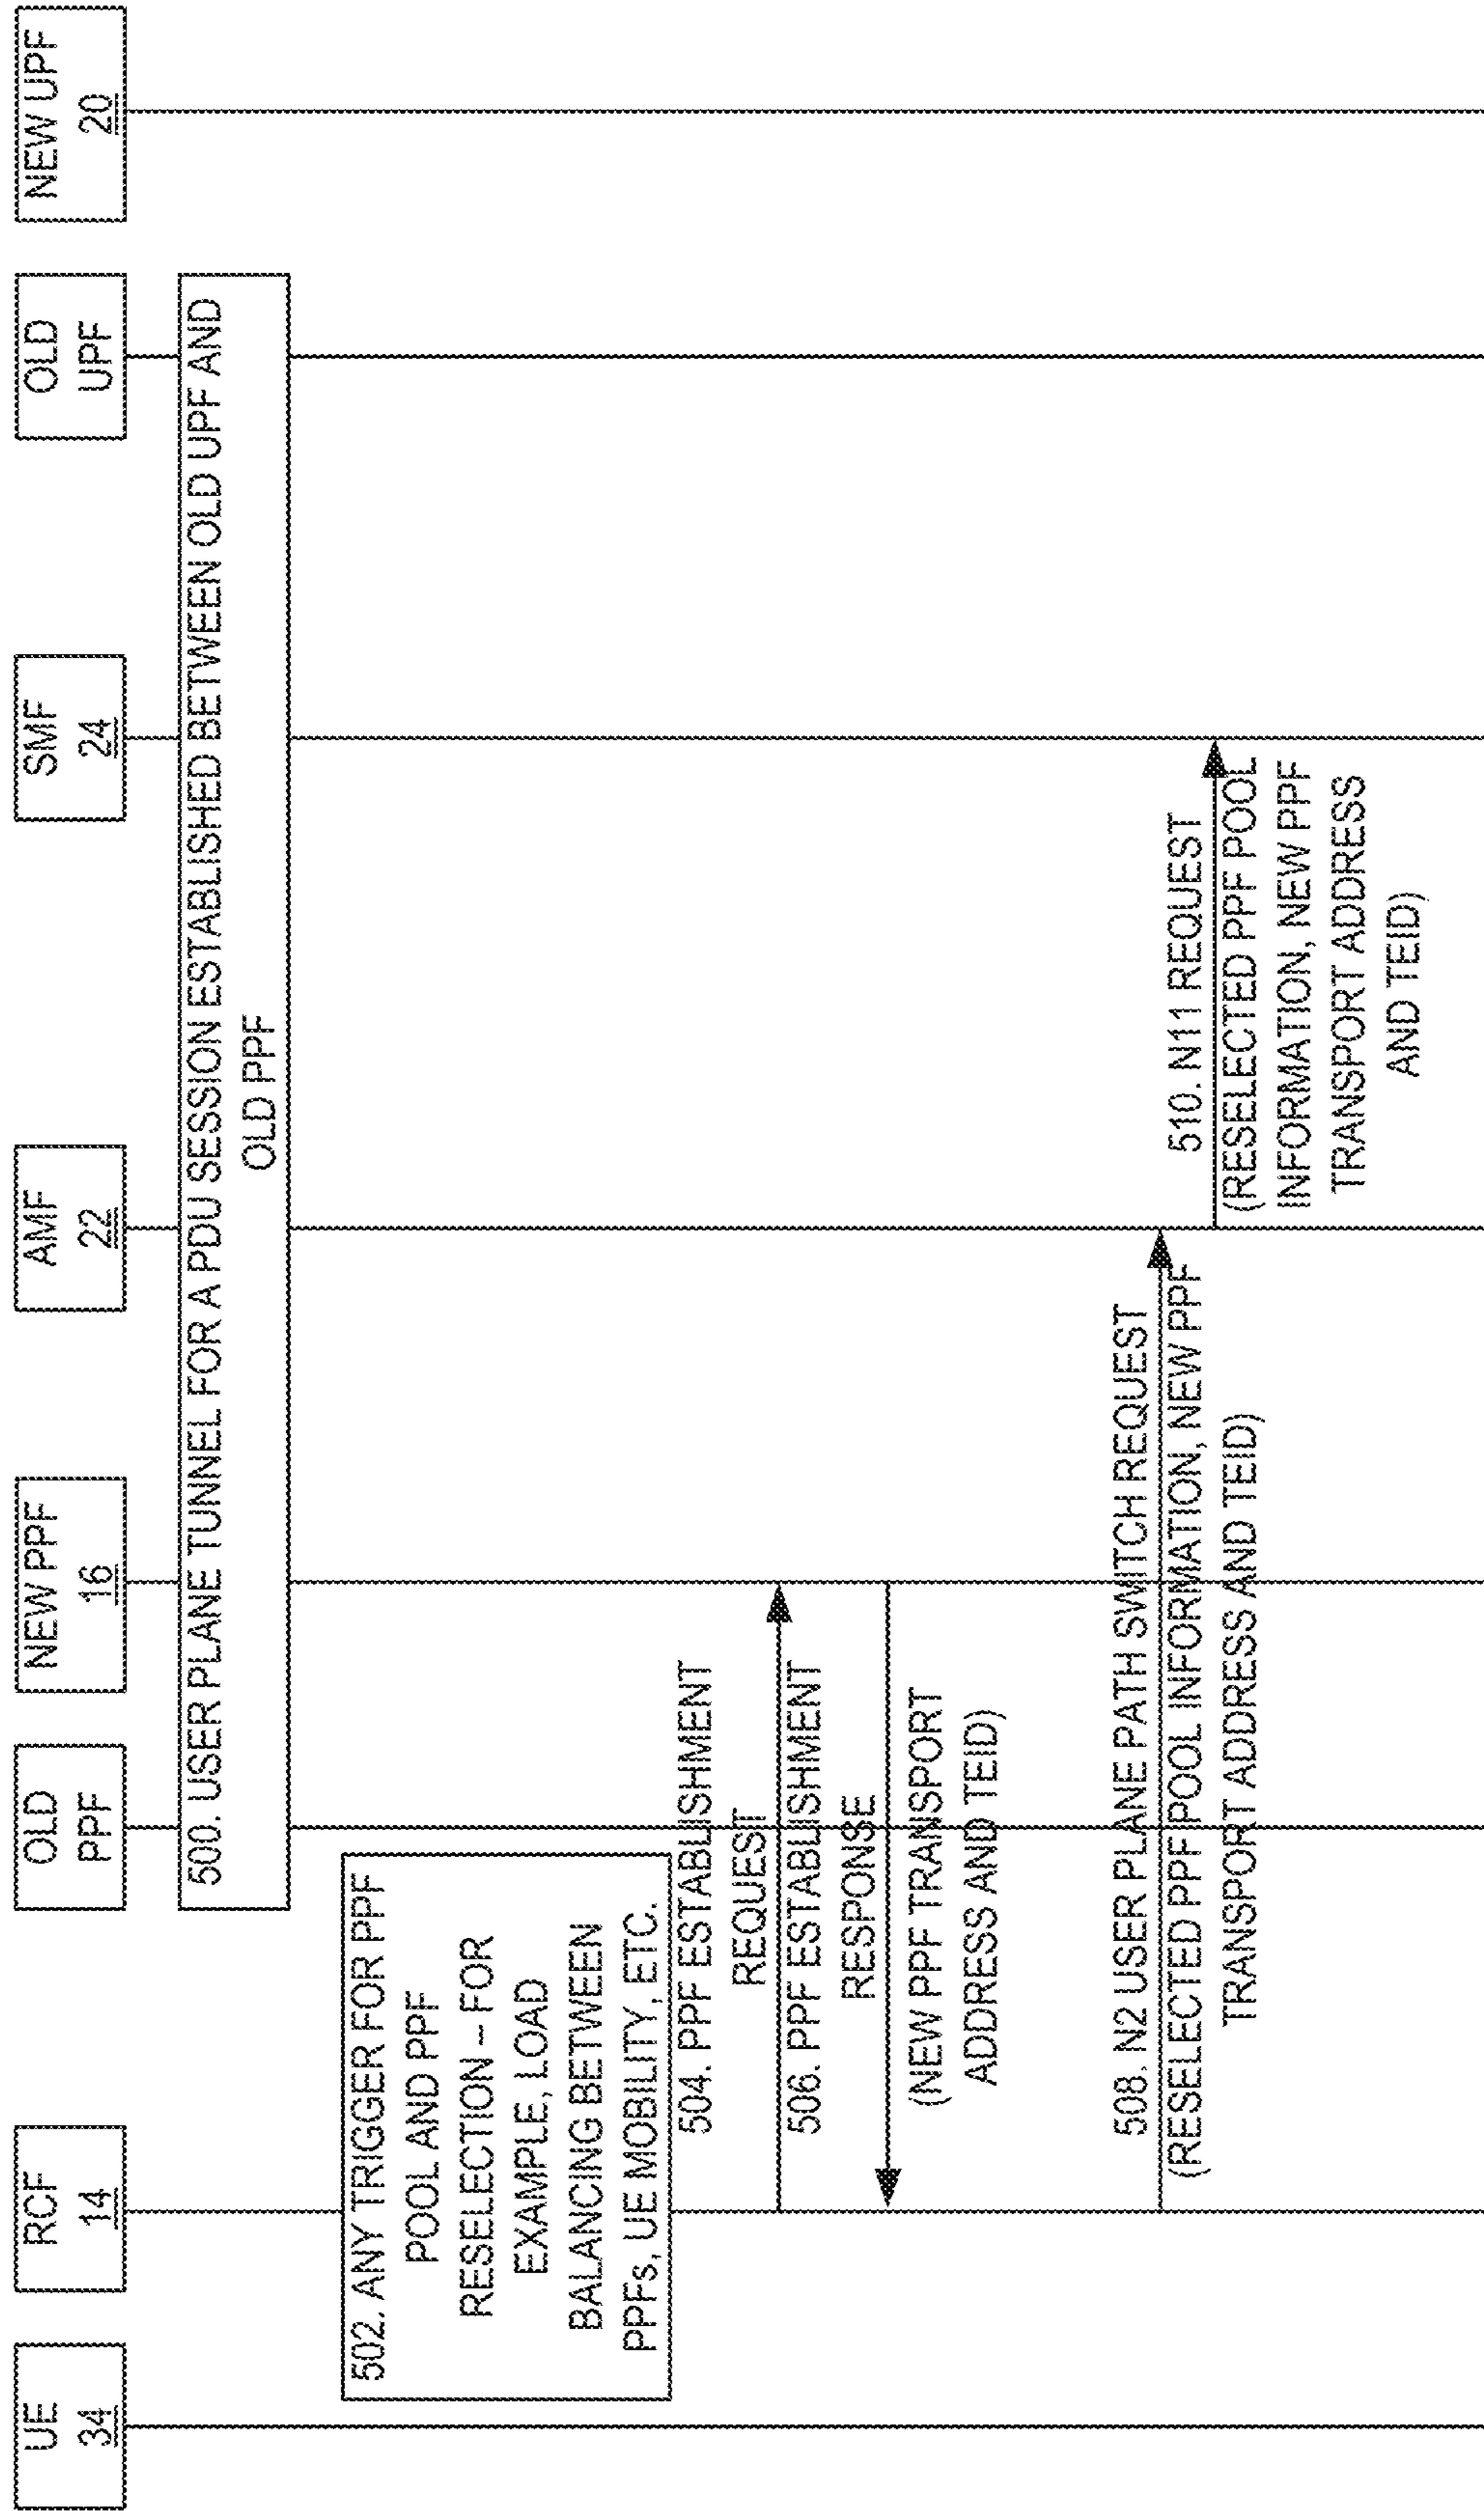 UE
34
RCF
14
OLD
PPF
NEW PPF
16
AMF
22
SMF
24
OLD
UPF
NEW UPF
20
500. USER PLANE TUNNEL FOR A PDU SESSION ESTABLISHED BETWEEN OLD UPF AND
OLD PPF
502. ANY TRIGGER FOR PPF
POOL AND PPF
RESELECTION – FOR
EXAMPLE, LOAD
BALANCING BETWEEN
PPFs, UE MOBILITY, ETC.
504. PPF ESTABLISHMENT
REQUEST
506. PPF ESTABLISHMENT
RESPONSE
(NEW PPF TRANSPORT
ADDRESS AND TEID)
508. N2 USER PLANE PATH SWITCH REQUEST
(RESELECTED PPF POOL INFORMATION, NEW PPF
TRANSPORT ADDRESS AND TEID)
510. N11 REQUEST
(RESELECTED PPF POOL
INFORMATION, NEW PPF
TRANSPORT ADDRESS
AND TEID)